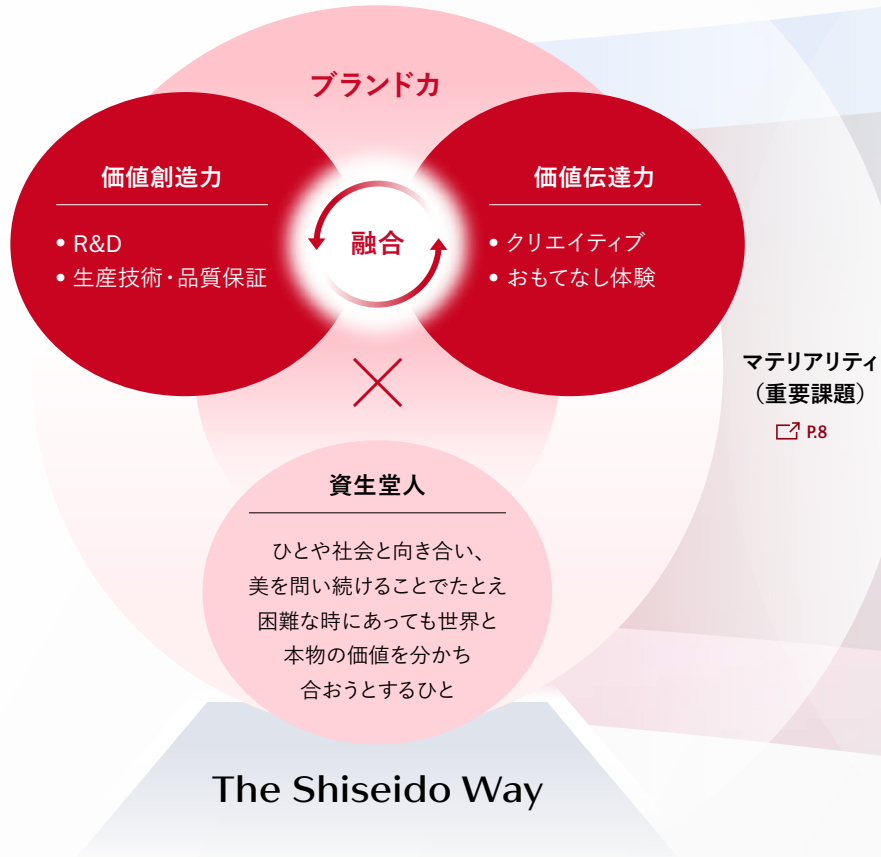 ブランド力
価値創造力
• R&D
• 生産技術・品質保証
融合
価値伝達力
• クリエイティブ
• おもてなし体験
資生堂人
ひとや社会と向き合い、
美を問い続けることでたとえ
困難な時にあっても世界と
本物の価値を分かち
合おうとするひと
The Shiseido Way
マテリアリティ
（重要課題）
P.8